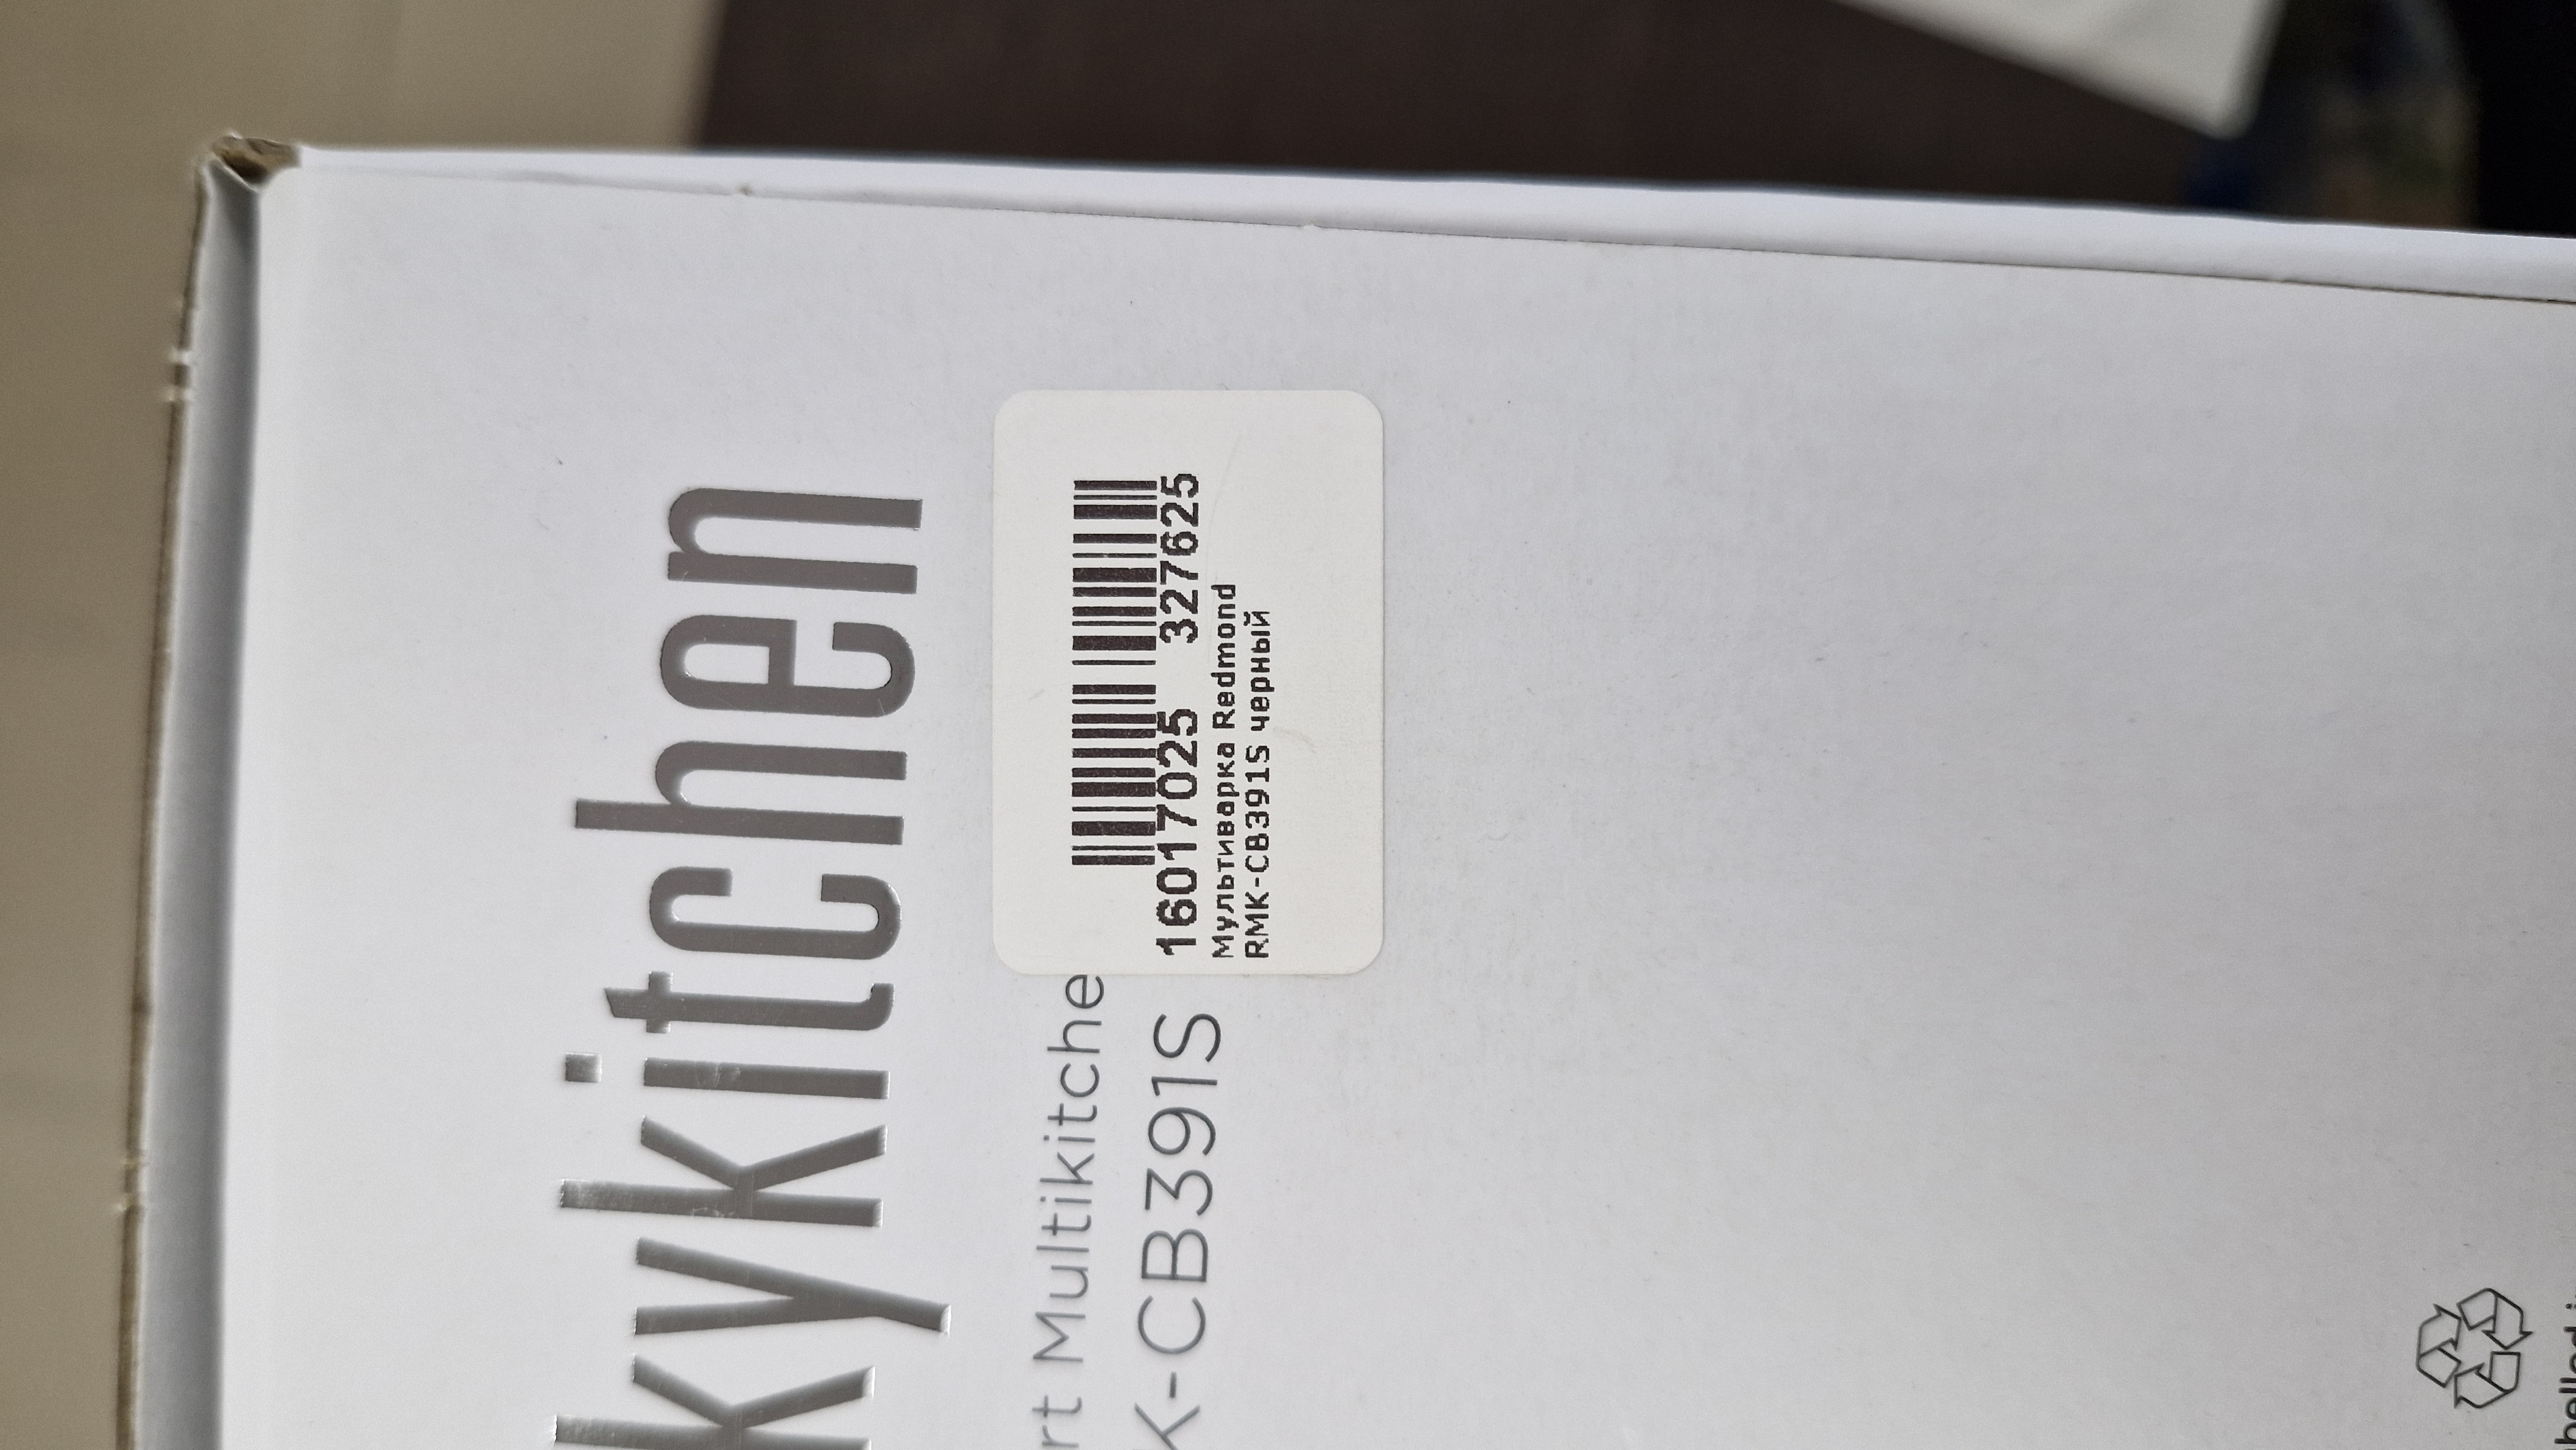 kykitchen
rt Multikitche
K-CB391S
16017025 327625
Мультиварка Redmond
RMK-CB391S черный